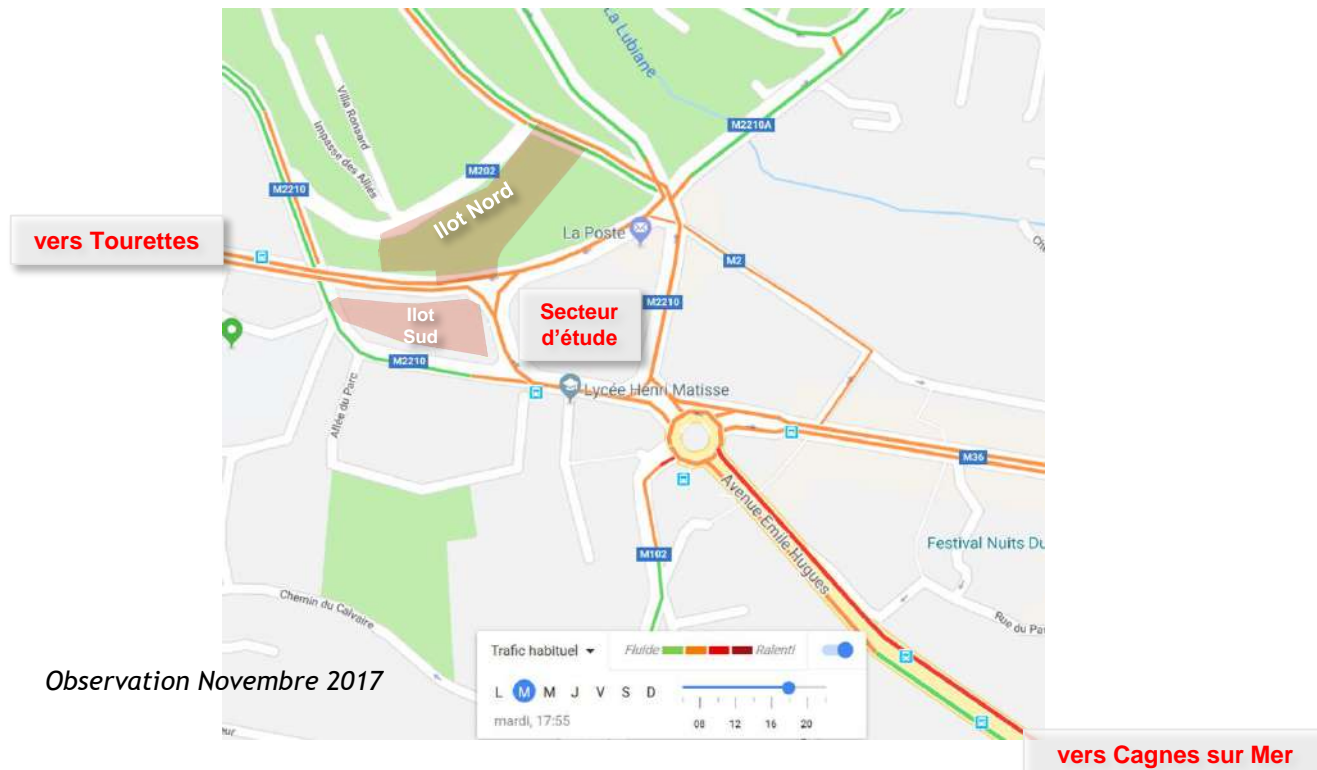 La Lubiane
Villa Ronsard
Impasse des Alliés
M2210A
M202
M2210
Ilot Nord
vers Tourettes
La Poste
M2
Ilot
Sud
Secteur
d'étude
M2210
M2210
Lycée Henri Matisse
Allée du Parc
M36
Avenue Emile Hugues
Festival Nuits Du
M102
Chemin du Calvaire
Rue du Pa
Trafic habituel
Fluide
Ralenti
Observation Novembre 2017
L M M J V S D
mardi, 17:55
08 12 16 20
vers Cagnes sur Mer